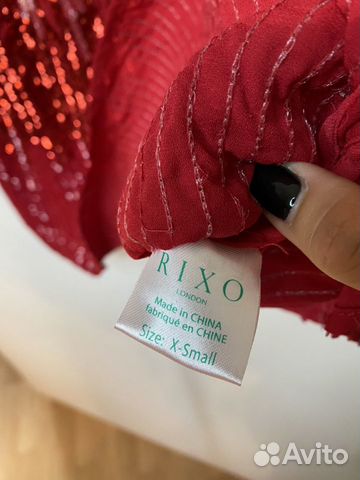 RIXO
LONDON
Made in CHINA
fabriqué en CHINE
Size: X-Small
Avito